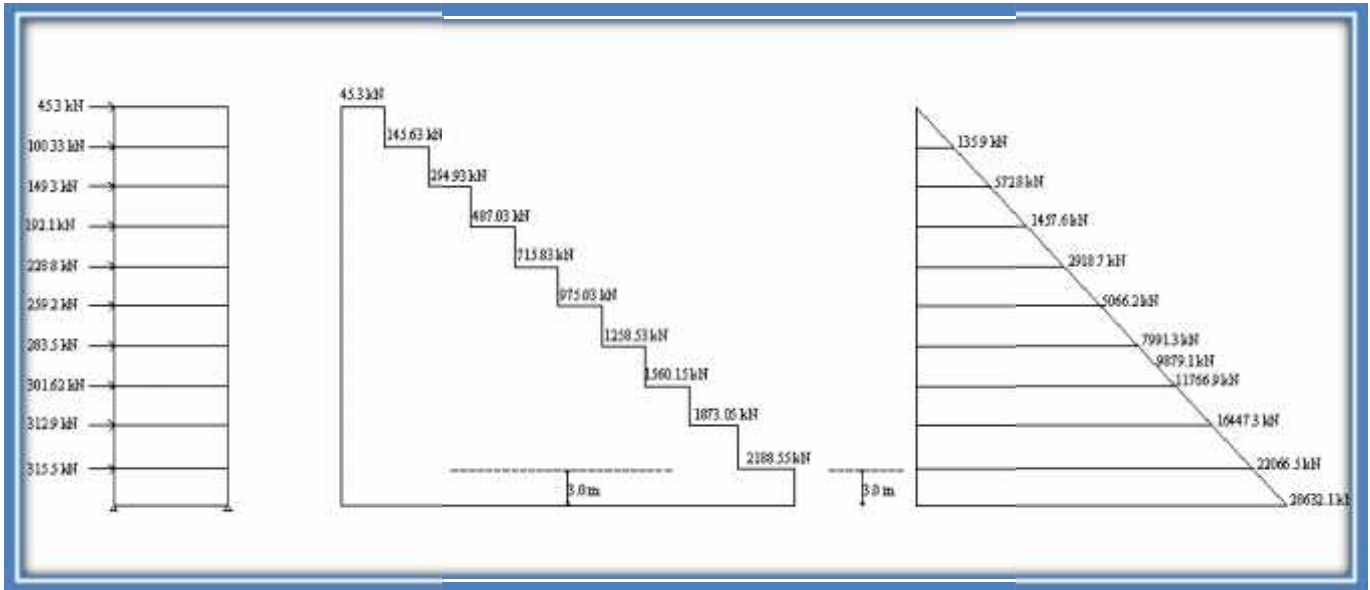 45.3 kN
100.33 kN
149.3 kN
192.1 kN
228.8 kN
259.2 kN
283.5 kN
301.62 kN
312.9 kN
315.5 kN
45.3 kN
145.63 kN
294.93 kN
487.03 kN
715.83 kN
975.03 kN
1258.53 kN
1560.15 kN
1873.05 kN
2188.55 kN
3.0 m
135.9 kN
572.8 kN
1457.6 kN
2918.7 kN
5066.2 kN
7991.3 kN
9879.1 kN
11766.9 kN
16447.3 kN
22066.5 kN
3.0 m
28632.1 k